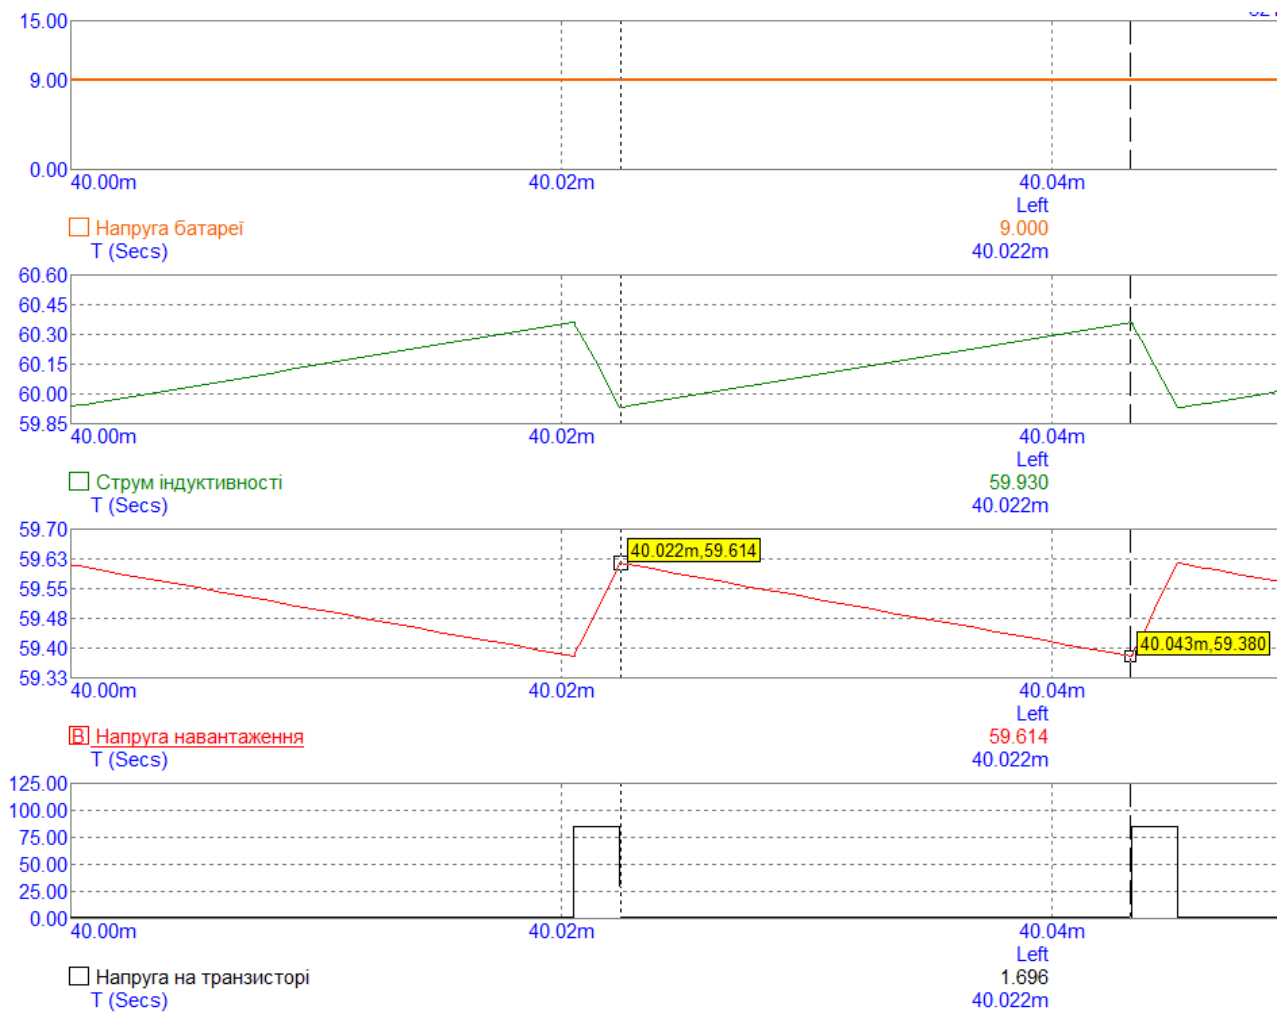 15.00
9.00
0.00
40.00m 40.02m 40.04m
Left
Напруга батареї 9.000
T (Secs) 40.022m
60.60
60.45
60.30
60.15
60.00
59.85
40.00m 40.02m 40.04m
Left
Струм індуктивності 59.930
T (Secs) 40.022m
59.70
59.63
40.022m,59.614
59.55
59.48
59.40
40.043m,59.380
59.33
40.00m 40.02m 40.04m
Left
B Напруга навантаження 59.614
T (Secs) 40.022m
125.00
100.00
75.00
50.00
25.00
0.00
40.00m 40.02m 40.04m
Left
Напруга на транзисторі 1.696
T (Secs) 40.022m